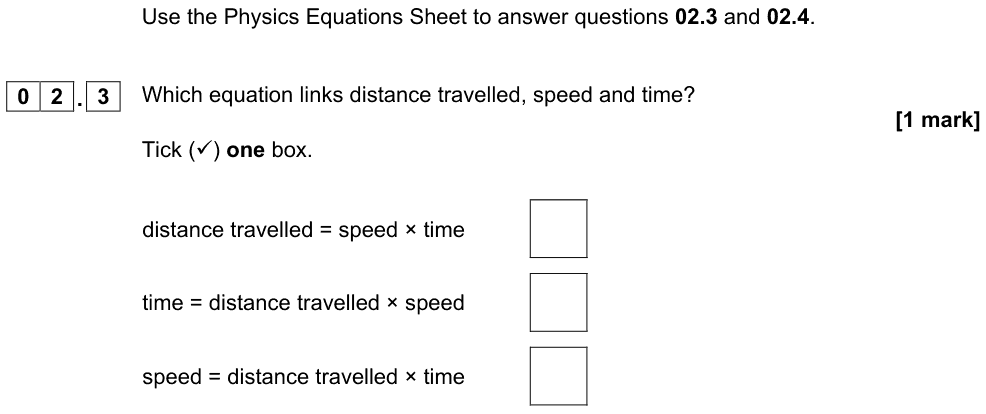 Use the Physics Equations Sheet to answer questions 02.3 and 02.4.
0 2 . 3 Which equation links distance travelled, speed and time?
[1 mark]
Tick (✓) one box.
distance travelled = speed × time
time = distance travelled × speed
speed = distance travelled × time